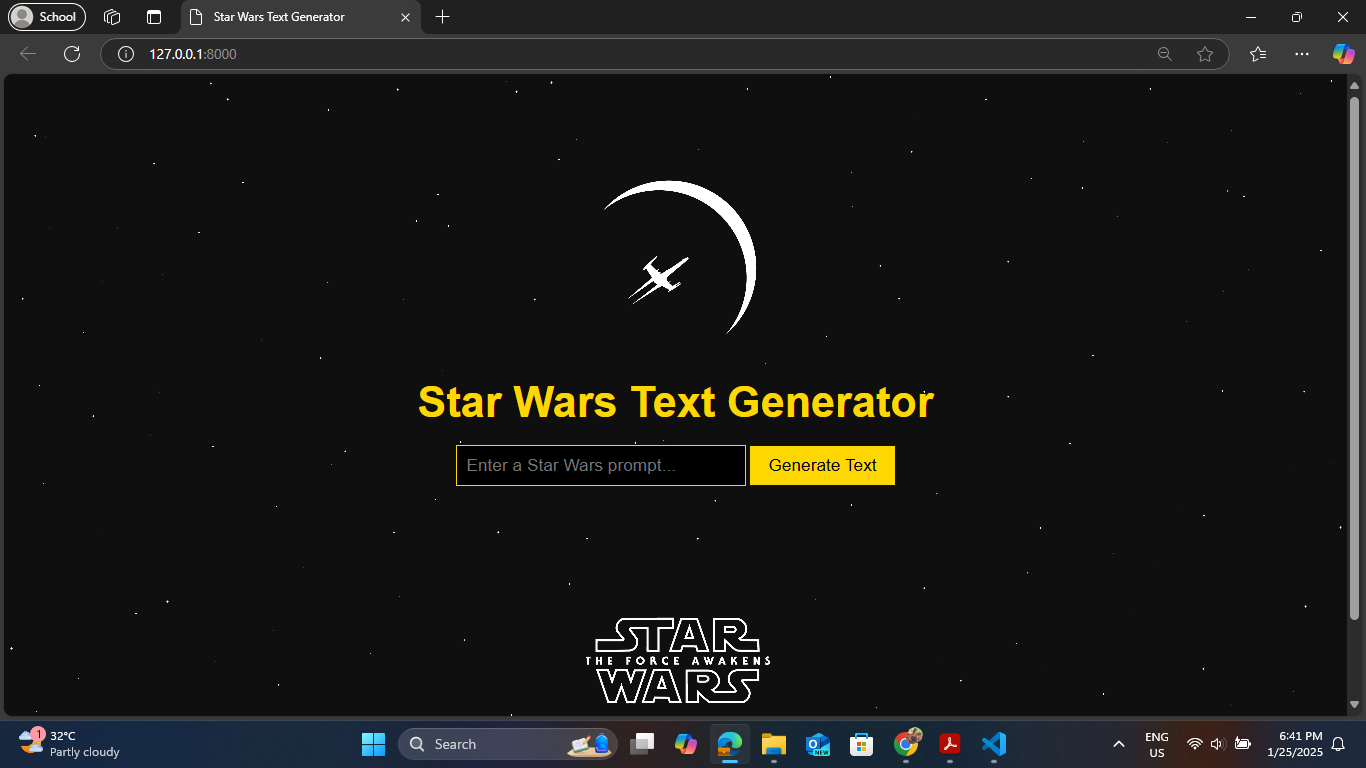 School
Star Wars Text Generator
127.0.0.1:8000
Star Wars Text Generator
Enter a Star Wars prompt...
Generate Text
STAR
THE FORCE AWAKENS
WARS
1
32°C
Partly cloudy
Search
NEW
ENG
US
6:41 PM
1/25/2025